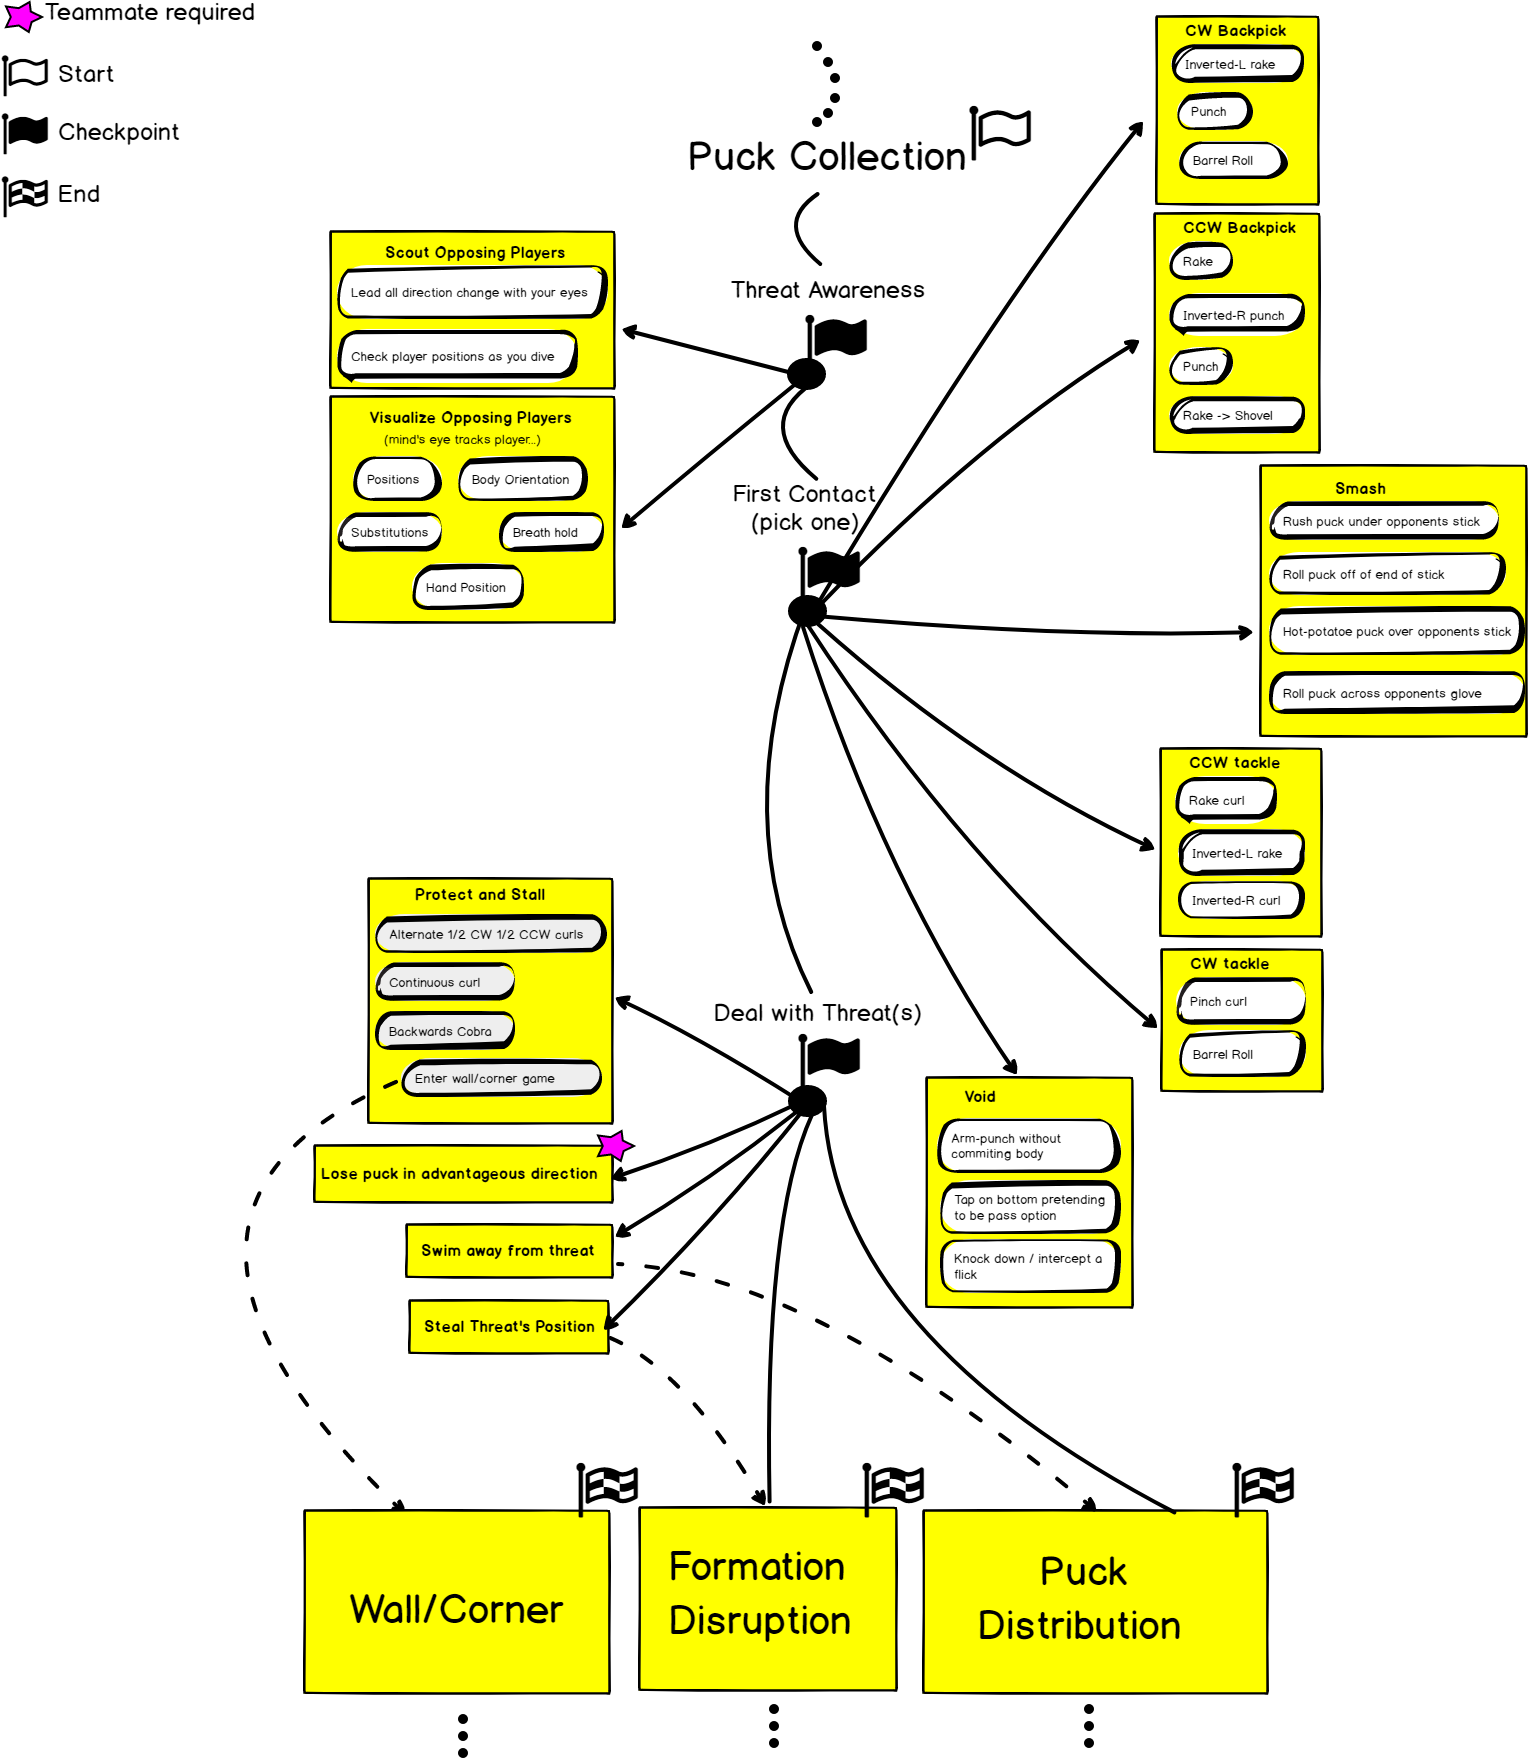 Teammate required
Start
Checkpoint
End
Puck Collection
Threat Awareness
Scout Opposing Players
Lead all direction change with your eyes
Check player positions as you dive
Visualize Opposing Players
(mind's eye tracks player...)
Positions
Body Orientation
Substitutions
Breath hold
Hand Position
First Contact
(pick one)
CW Backpick
Inverted-L rake
Punch
Barrel Roll
CCW Backpick
Rake
Inverted-R punch
Punch
Rake -> Shovel
Smash
Rush puck under opponents stick
Roll puck off of end of stick
Hot-potatoe puck over opponents stick
Roll puck across opponents glove
CCW tackle
Rake curl
Inverted-L rake
Inverted-R curl
CW tackle
Pinch curl
Barrel Roll
Void
Arm-punch without
commiting body
Tap on bottom pretending
to be pass option
Knock down / intercept a
flick
Deal with Threat(s)
Protect and Stall
Alternate 1/2 CW 1/2 CCW curls
Continuous curl
Backwards Cobra
Enter wall/corner game
Lose puck in advantageous direction
Swim away from threat
Steal Threat's Position
Wall/Corner
Formation
Disruption
Puck
Distribution